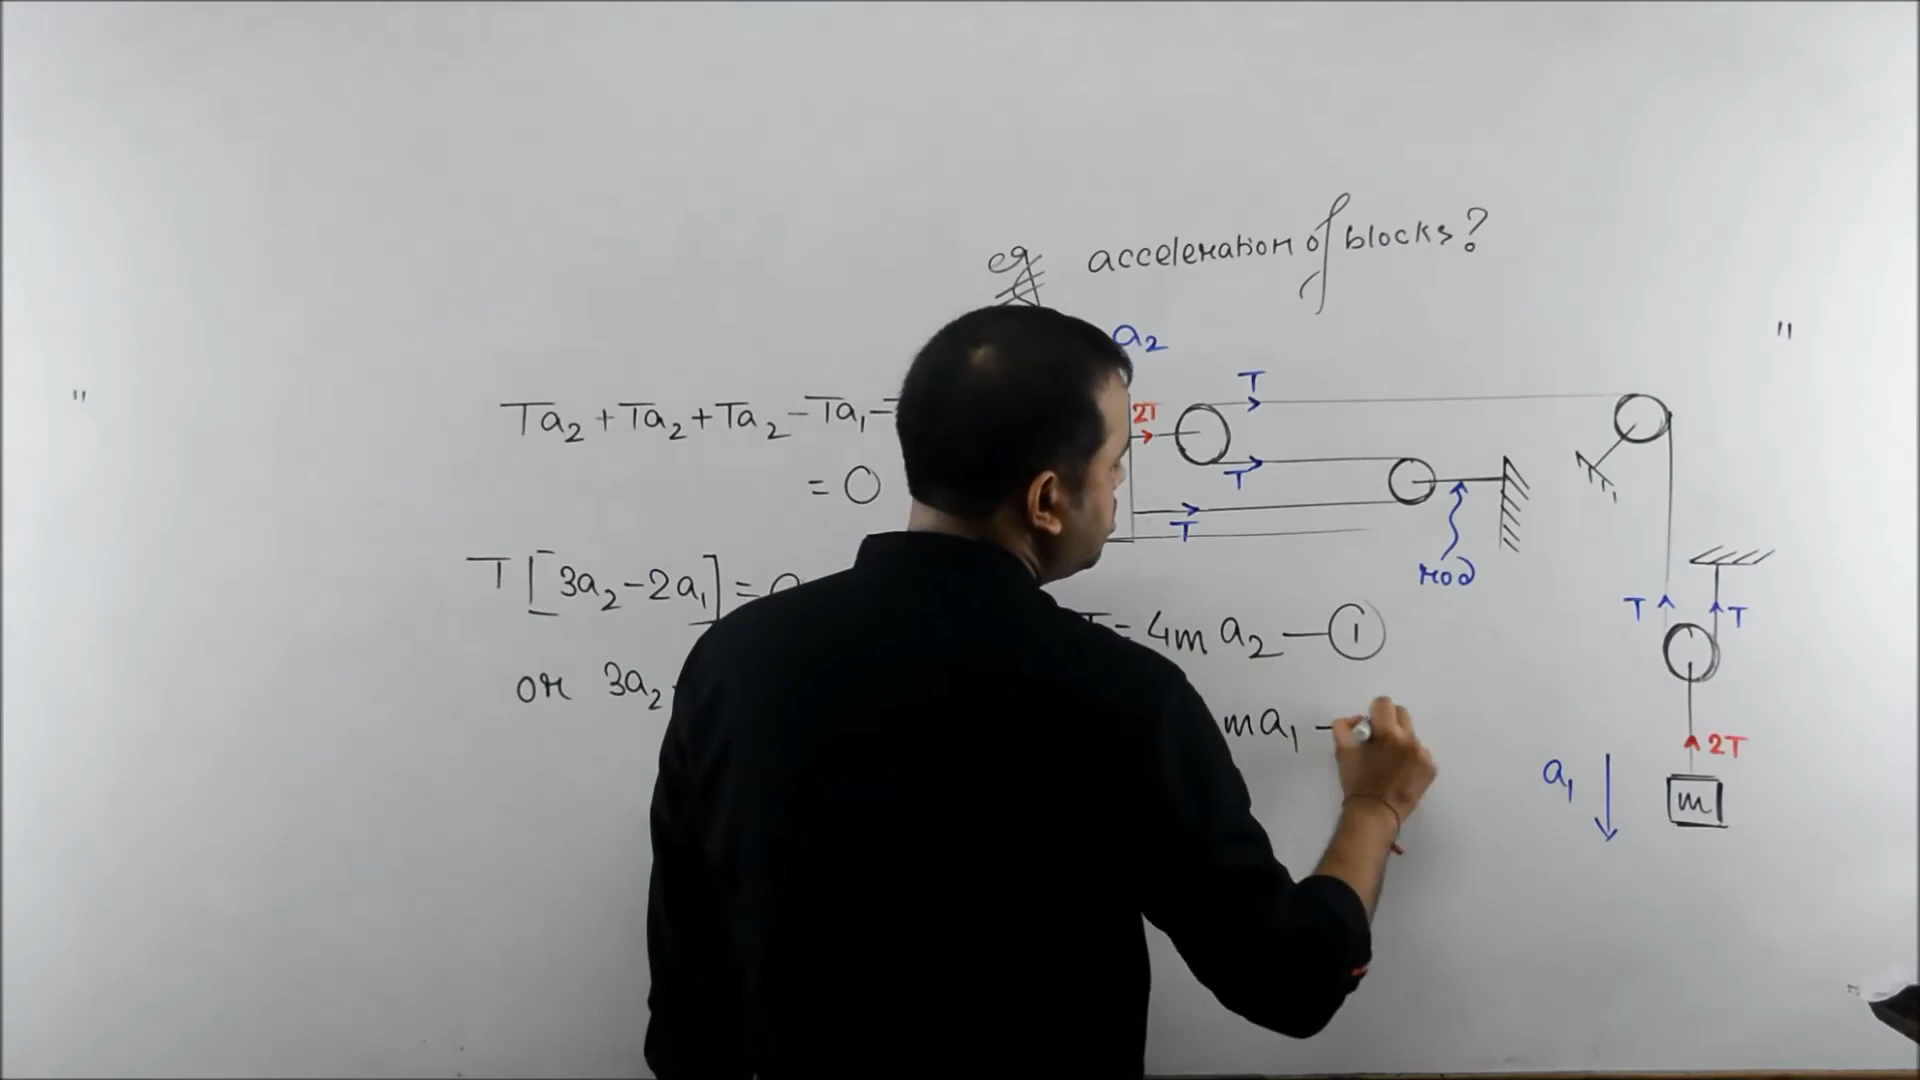 eg acceleration of blocks?
a2
Ta2 + Ta2 + Ta2 - Ta1 -
= 0
T [3a2 - 2a1] =
or 3a2
T
2T
T
T
rod
T T
= 4m a2 — 1
ma1 -
a1
2T
m
"
"